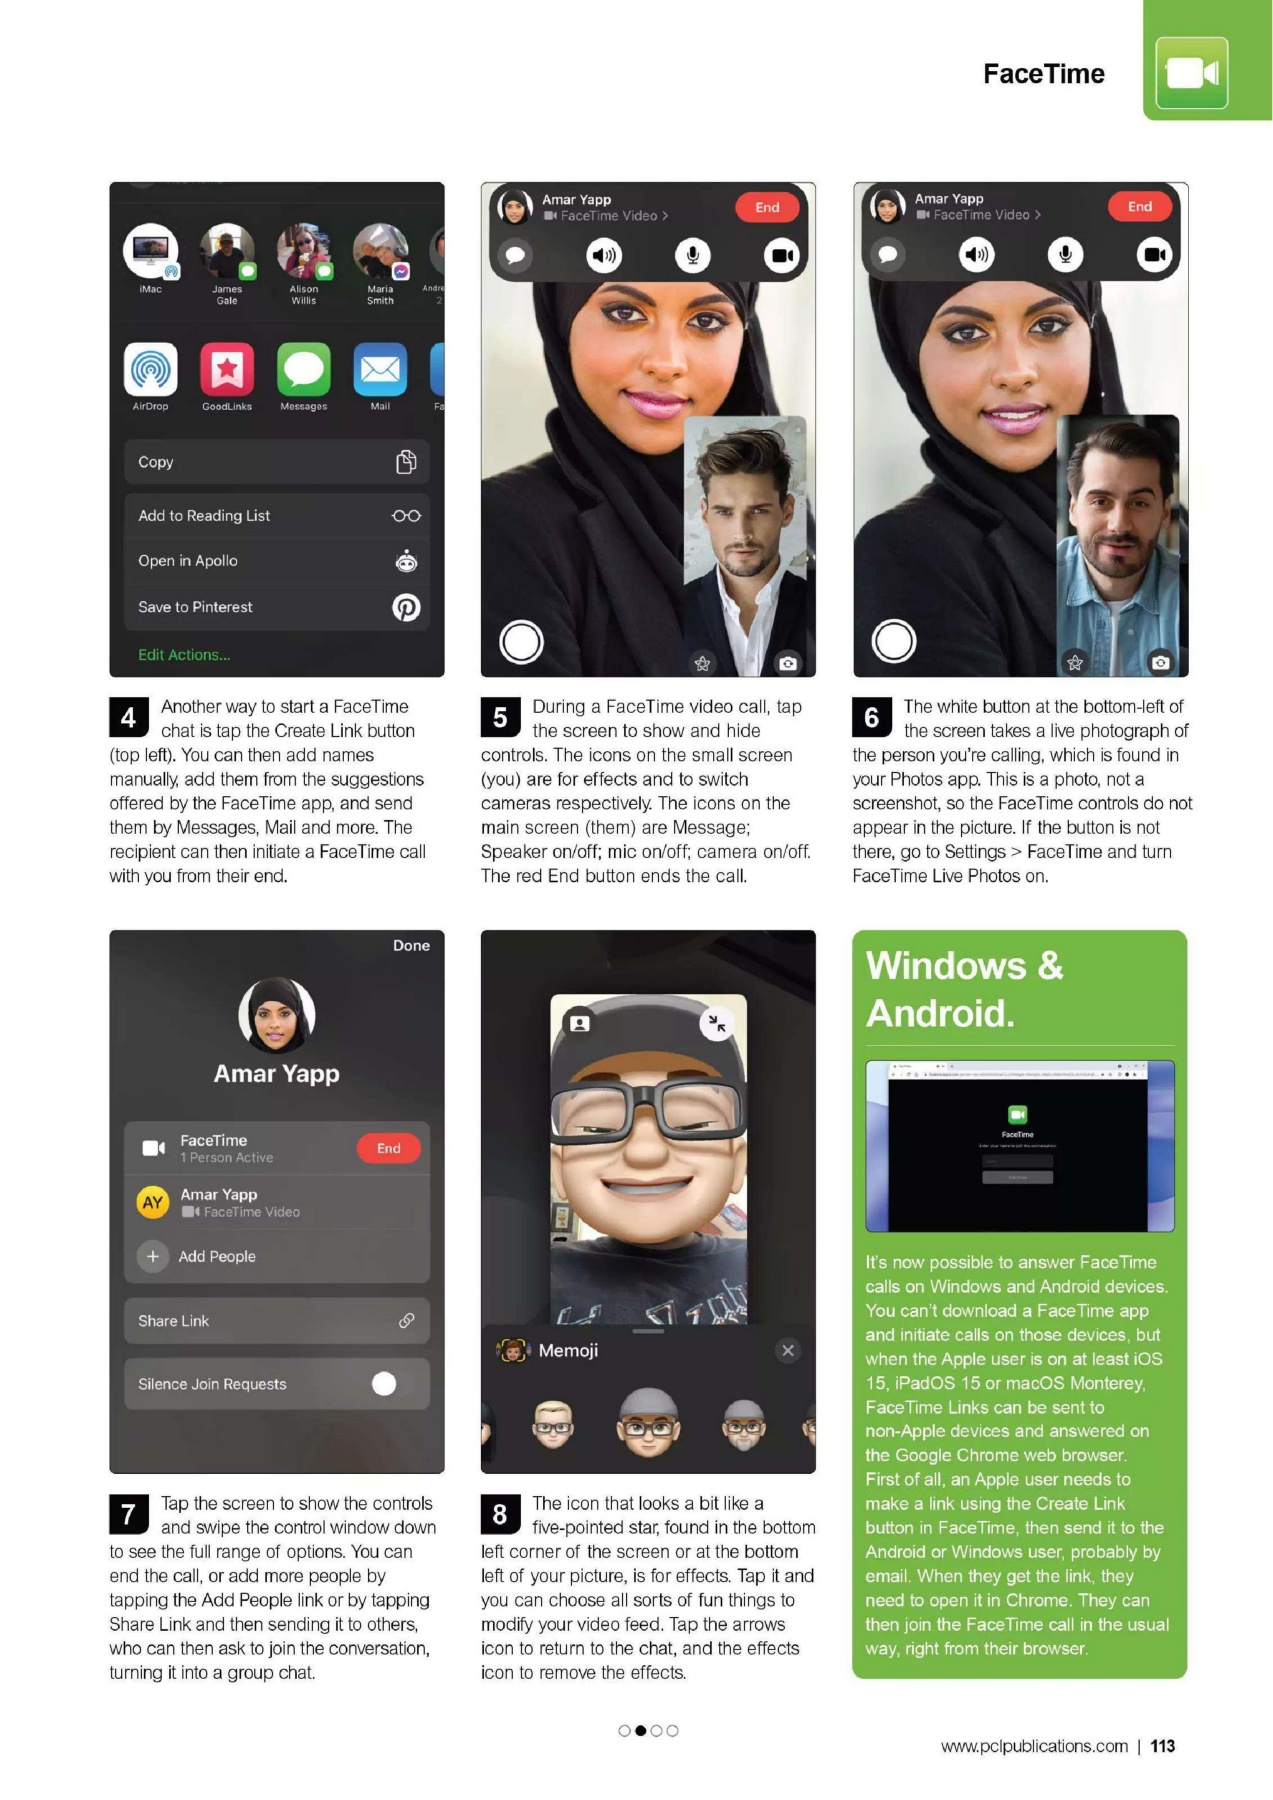 FaceTime
iMac
James
Gale
Alison
Willis
Maria
Smith
Andre
2
AirDrop
GoodLinks
Messages
Mail
Fa
Copy
Add to Reading List
Open in Apollo
Save to Pinterest
Edit Actions...
Amar Yapp
FaceTime Video >
End
Amar Yapp
FaceTime Video >
End
4 Another way to start a FaceTime
chat is tap the Create Link button
(top left). You can then add names
manually, add them from the suggestions
offered by the FaceTime app, and send
them by Messages, Mail and more. The
recipient can then initiate a FaceTime call
with you from their end.
5 During a FaceTime video call, tap
the screen to show and hide
controls. The icons on the small screen
(you) are for effects and to switch
cameras respectively. The icons on the
main screen (them) are Message;
Speaker on/off; mic on/off; camera on/off.
The red End button ends the call.
6 The white button at the bottom-left of
the screen takes a live photograph of
the person you're calling, which is found in
your Photos app. This is a photo, not a
screenshot, so the FaceTime controls do not
appear in the picture. If the button is not
there, go to Settings > FaceTime and turn
FaceTime Live Photos on.
Done
Amar Yapp
FaceTime
1 Person Active
End
AY
Amar Yapp
FaceTime Video
+ Add People
Share Link
Silence Join Requests
7 Tap the screen to show the controls
and swipe the control window down
to see the full range of options. You can
end the call, or add more people by
tapping the Add People link or by tapping
Share Link and then sending it to others,
who can then ask to join the conversation,
turning it into a group chat.
Memoji
8 The icon that looks a bit like a
five-pointed star, found in the bottom
left corner of the screen or at the bottom
left of your picture, is for effects. Tap it and
you can choose all sorts of fun things to
modify your video feed. Tap the arrows
icon to return to the chat, and the effects
icon to remove the effects.
Windows &
Android.
FaceTime
Enter your name to join the conversation.
It's now possible to answer FaceTime
calls on Windows and Android devices.
You can't download a FaceTime app
and initiate calls on those devices, but
when the Apple user is on at least iOS
15, iPadOS 15 or macOS Monterey,
FaceTime Links can be sent to
non-Apple devices and answered on
the Google Chrome web browser.
First of all, an Apple user needs to
make a link using the Create Link
button in FaceTime, then send it to the
Android or Windows user, probably by
email. When they get the link, they
need to open it in Chrome. They can
then join the FaceTime call in the usual
way, right from their browser.
www.pclpublications.com | 113